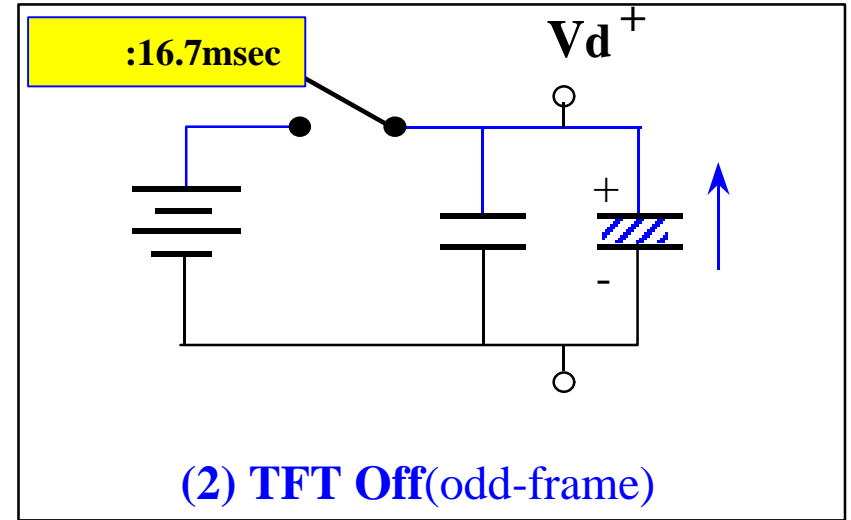 :16.7msec
Vd+
+
-
(2) TFT Off(odd-frame)